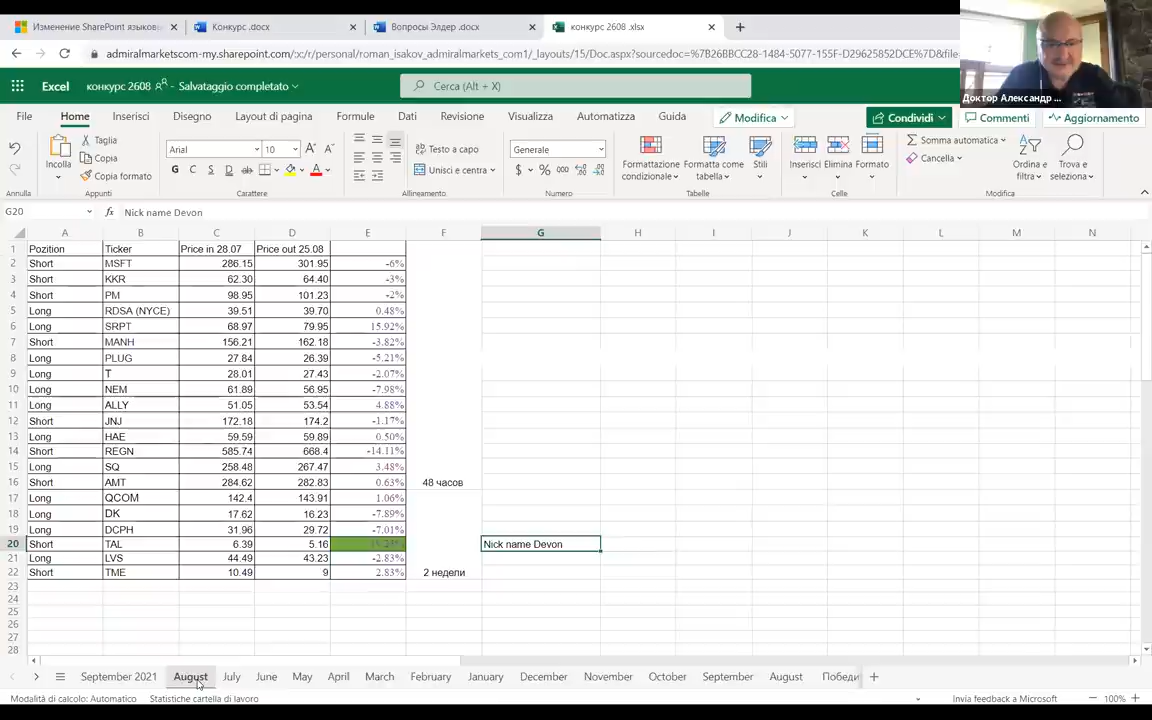 Изменение SharePoint языков
Конкурс .docx
Вопросы Элдер .docx
конкурс 2608 .xlsx
admiralmarketscom-my.sharepoint.com/:x:/r/personal/roman_isakov_admiralmarkets_com1/_layouts/15/Doc.aspx?sourcedoc=%7B26BBCC28-1484-5077-155F-D29625852DCE%7D&file
Доктор Александр ...
Excel
конкурс 2608 - Salvataggio completato
Cerca (Alt + X)
File Home Inserisci Disegno Layout di pagina Formule Dati Revisione Visualizza Automatizza Guida Modifica Condividi Commenti Aggiornamento
Incolla Taglia Copia Copia formato
Arial 10
G C S D ab
Testo a capo
Unisci e centra
Generale
$ % 000
Formattazione condizionale
Formatta come tabella
Stili
Inserisci Elimina Formato
Somma automatica
Cancella
Ordina e filtra
Trova e seleziona
Annulla Appunti Carattere Allineamento Numero Tabelle Celle Modifica
G20 fx Nick name Devon
A B C D E F G H I J K L M N
1 Pozition Ticker Price in 28.07 Price out 25.08
2 Short MSFT 286.15 301.95 -6%
3 Short KKR 62.30 64.40 -3%
4 Short PM 98.95 101.23 -2%
5 Long RDSA (NYCE) 39.51 39.70 0.48%
6 Long SRPT 68.97 79.95 15.92%
7 Short MANH 156.21 162.18 -3.82%
8 Long PLUG 27.84 26.39 -5.21%
9 Long T 28.01 27.43 -2.07%
10 Long NEM 61.89 56.95 -7.98%
11 Long ALLY 51.05 53.54 4.88%
12 Short JNJ 172.18 174.2 -1.17%
13 Long HAE 59.59 59.89 0.50%
14 Short REGN 585.74 668.4 -14.11%
15 Long SQ 258.48 267.47 3.48%
16 Short AMT 284.62 282.83 0.63% 48 часов
17 Long QCOM 142.4 143.91 1.06%
18 Long DK 17.62 16.23 -7.89%
19 Long DCPH 31.96 29.72 -7.01%
20 Short TAL 6.39 5.16 Nick name Devon
21 Long LVS 44.49 43.23 -2.83%
22 Short TME 10.49 9 2.83% 2 недели
23
24
25
26
27
28
September 2021 August July June May April March February January December November October September August Победи
Modalità di calcolo: Automatico Statistiche cartella di lavoro Invia feedback a Microsoft 100%